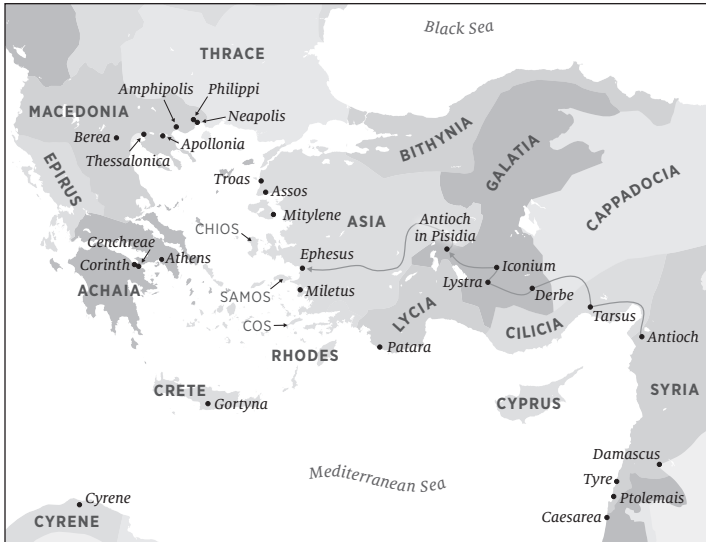 Black Sea
THRACE
Amphipolis
Philippi
MACEDONIA
Neapolis
Berea
Apollonia
Thessalonica
BITHYNIA
GALATIA
EPIRUS
CAPPADOCIA
Troas
Assos
Mitylene
ASIA
Antioch
in Pisidia
CHIOS
Cenchreae
Ephesus
Athens
Corinth
Iconium
Lystra
ACHAIA
Derbe
SAMOS
Miletus
LYCIA
Tarsus
COS
CILICIA
Antioch
RHODES
Patara
CRETE
Gortyna
CYPRUS
SYRIA
Damascus
Mediterranean Sea
Tyre
Ptolemais
Cyrene
Caesarea
CYRENE